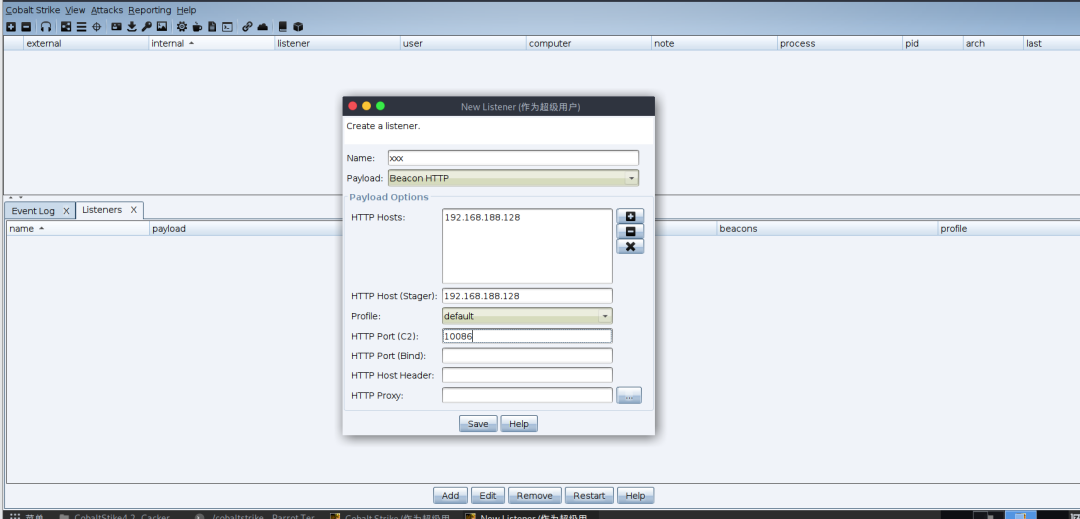 Cobalt Strike View Attacks Reporting Help
external internal listener user computer note process pid arch last
New Listener (作为超级用户)
Create a listener.
Name: xxx
Payload: Beacon HTTP
Payload Options
HTTP Hosts: 192.168.188.128
HTTP Host (Stager): 192.168.188.128
Profile: default
HTTP Port (C2): 10086
HTTP Port (Bind):
HTTP Host Header:
HTTP Proxy: ...
Save Help
Event Log X Listeners X
name payload beacons profile
Add Edit Remove Restart Help
菜单 CobaltStike4.2_Cacker ./cobaltstrike Parrot Ter Cobalt Strike (作为超级用 New Listener (作为超级用